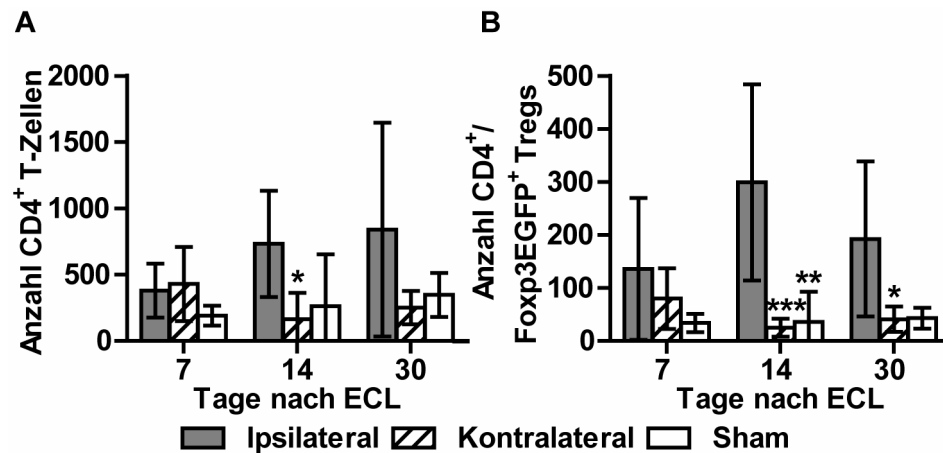 A
Anzahl CD4⁺ T-Zellen
2000
1500
1000
500
0
*
7 14 30
Tage nach ECL
B
Anzahl CD4⁺/
Foxp3EGFP⁺ Tregs
500
400
300
200
100
0
*** ** *
7 14 30
Tage nach ECL
Ipsilateral Kontralateral Sham